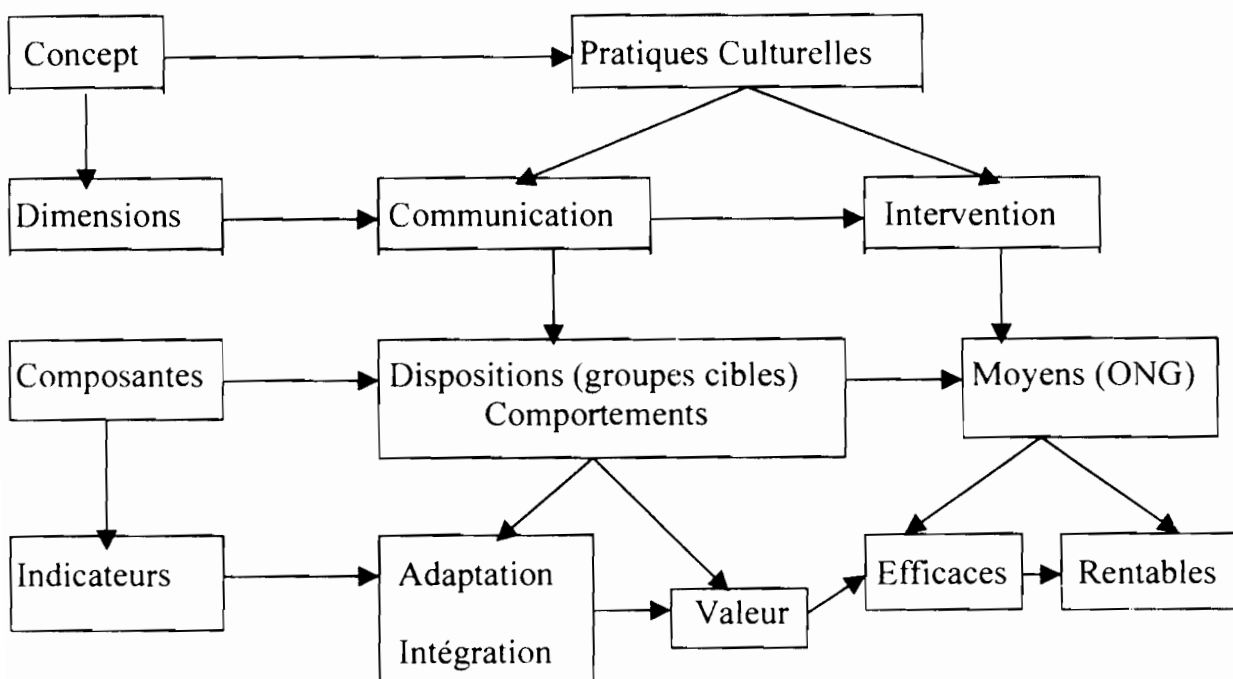 Concept
Pratiques Culturelles
Dimensions
Communication
Intervention
Composantes
Dispositions (groupes cibles)
Comportements
Moyens (ONG)
Indicateurs
Adaptation
Intégration
Valeur
Efficaces
Rentables